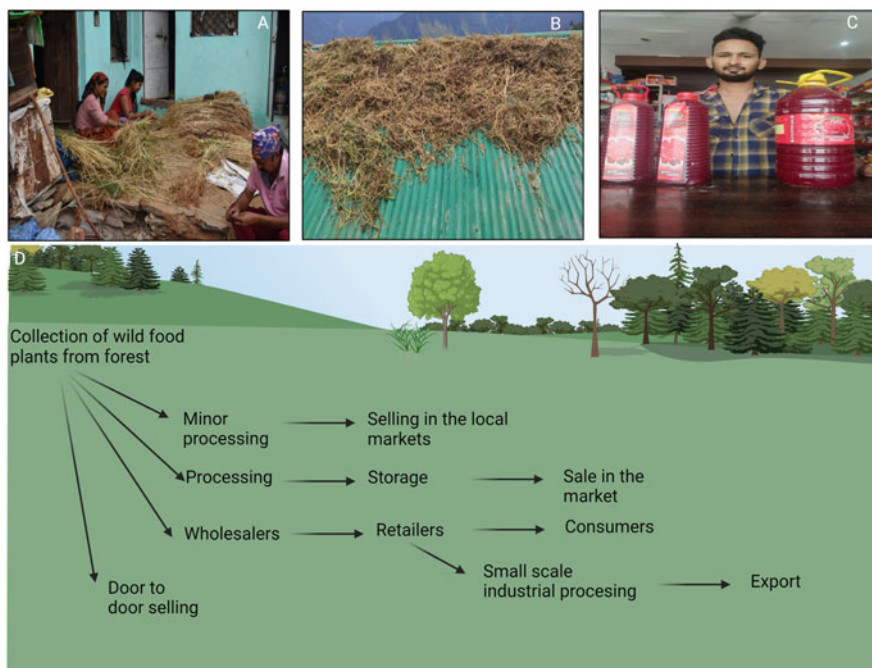 A
B
C
D
Collection of wild food
plants from forest
Minor
processing
Selling in the local
markets
Processing
Storage
Sale in the
market
Wholesalers
Retailers
Consumers
Small scale
industrial procesing
Export
Door to
door selling